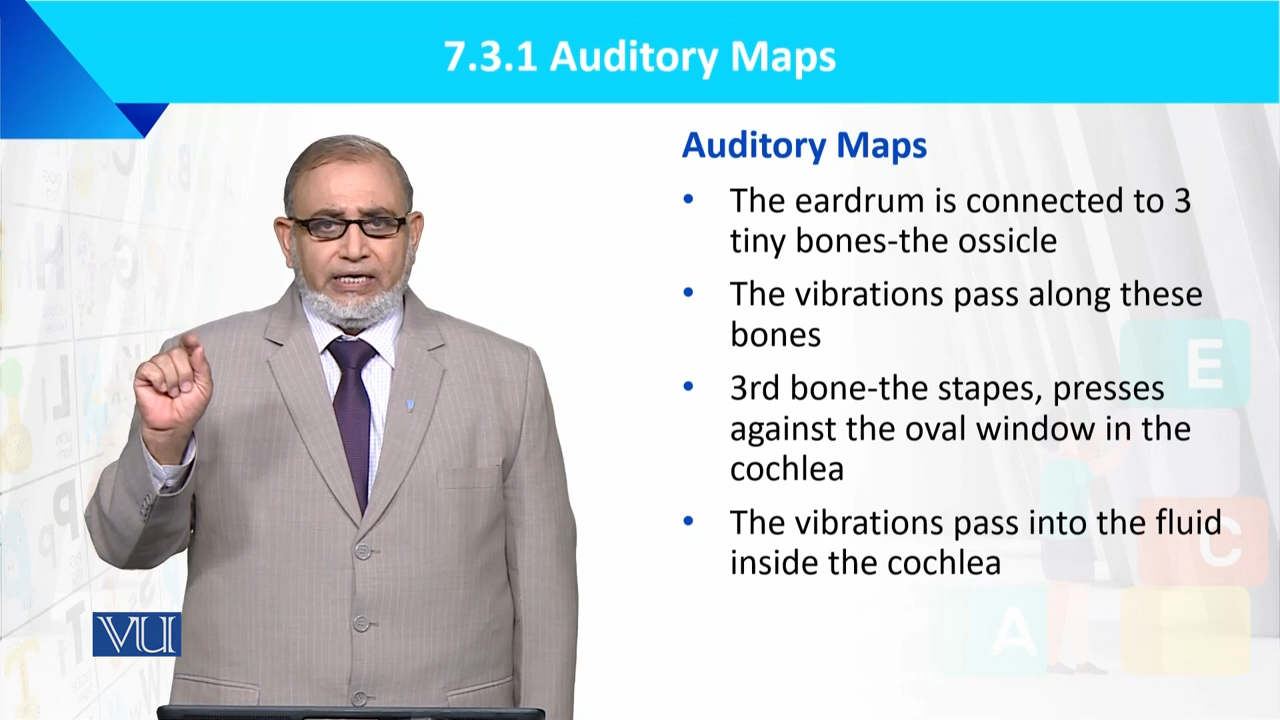 7.3.1 Auditory Maps
Auditory Maps
• The eardrum is connected to 3
tiny bones-the ossicle
• The vibrations pass along these
bones
• 3rd bone-the stapes, presses
against the oval window in the
cochlea
• The vibrations pass into the fluid
inside the cochlea
VU
E
C
A